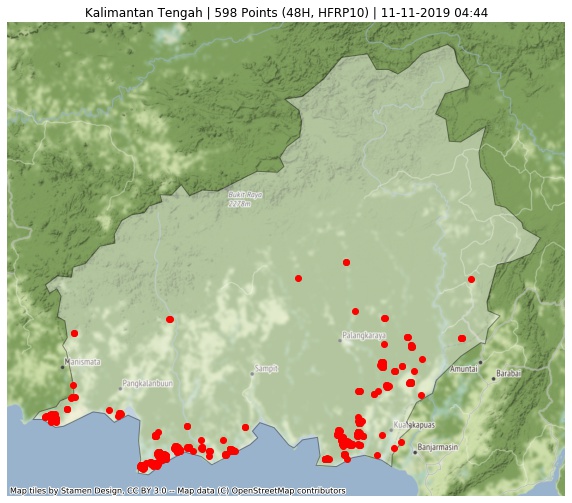 Kalimantan Tengah | 598 Points (48H, HFRP10) | 11-11-2019 04:44
Bukit Raya
2278m
Palangkaraya
Manismata
Sampit
Amuntai
Barabai
Pangkalanbuun
Kualakapuas
Banjarmasin
Map tiles by Stamen Design, CC BY 3.0 -- Map data (C) OpenStreetMap contributors